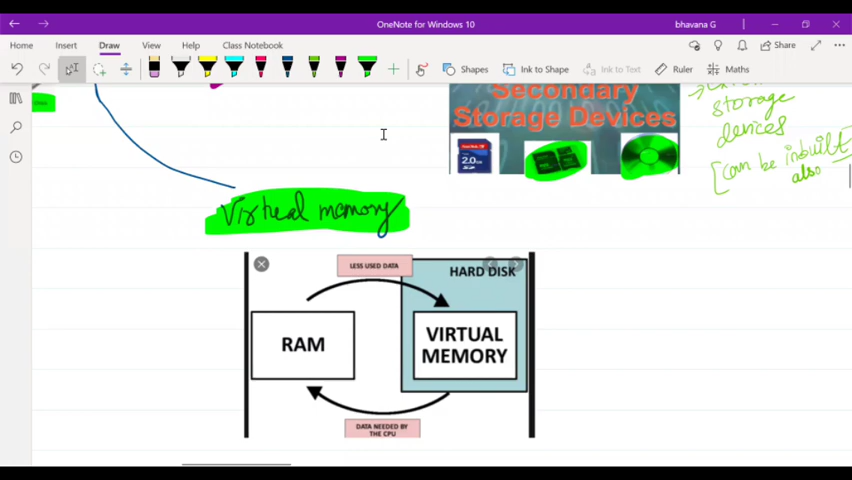 OneNote for Windows 10
bhavana G
Home Insert Draw View Help Class Notebook
Share
Shapes
Ink to Shape
Ink to Text
Ruler
Maths
Secondary
Storage Devices
SanDisk
2.0 GB
storage
devices
[can be inbuilt
also
Virtual memory
LESS USED DATA
HARD DISK
RAM
VIRTUAL
MEMORY
DATA NEEDED BY
THE CPU